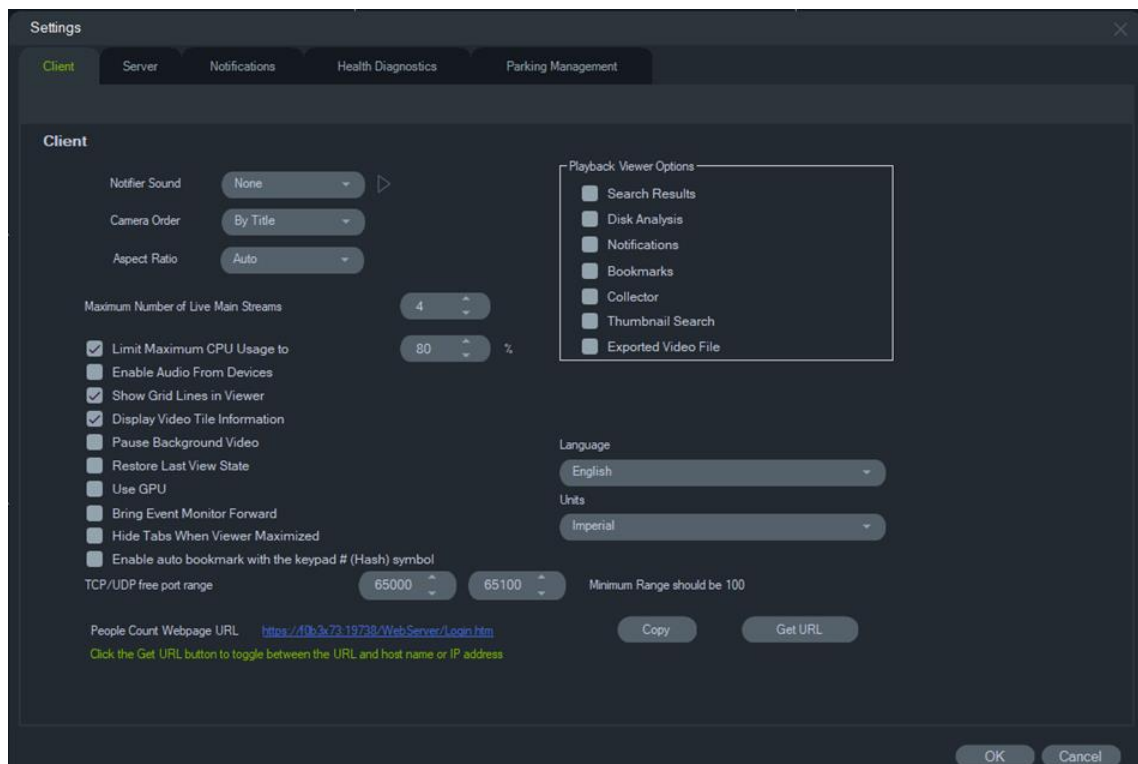 Settings
Client Server Notifications Health Diagnostics Parking Management
Client
Notifier Sound None
Camera Order By Title
Aspect Ratio Auto
Maximum Number of Live Main Streams 4
Limit Maximum CPU Usage to 80 %
Enable Audio From Devices
Show Grid Lines in Viewer
Display Video Tile Information
Pause Background Video
Restore Last View State
Use GPU
Bring Event Monitor Forward
Hide Tabs When Viewer Maximized
Enable auto bookmark with the keypad # (Hash) symbol
Playback Viewer Options
Search Results
Disk Analysis
Notifications
Bookmarks
Collector
Thumbnail Search
Exported Video File
Language
English
Units
Imperial
TCP/UDP free port range 65000 65100 Minimum Range should be 100
People Count Webpage URL https://f0b3x73:19738/WebServer/Login.htm Copy Get URL
Click the Get URL button to toggle between the URL and host name or IP address
OK Cancel